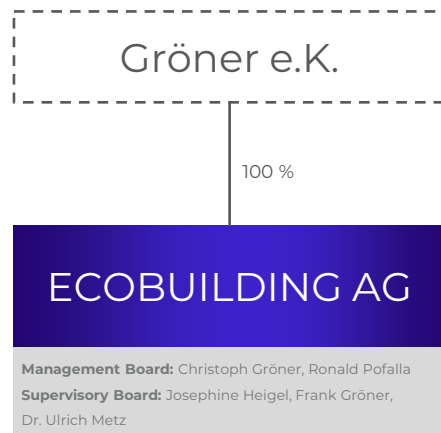 Gröner e.K.
100 %
ECOBUILDING AG
Management Board: Christoph Gröner, Ronald Pofalla
Supervisory Board: Josephine Heigel, Frank Gröner,
Dr. Ulrich Metz